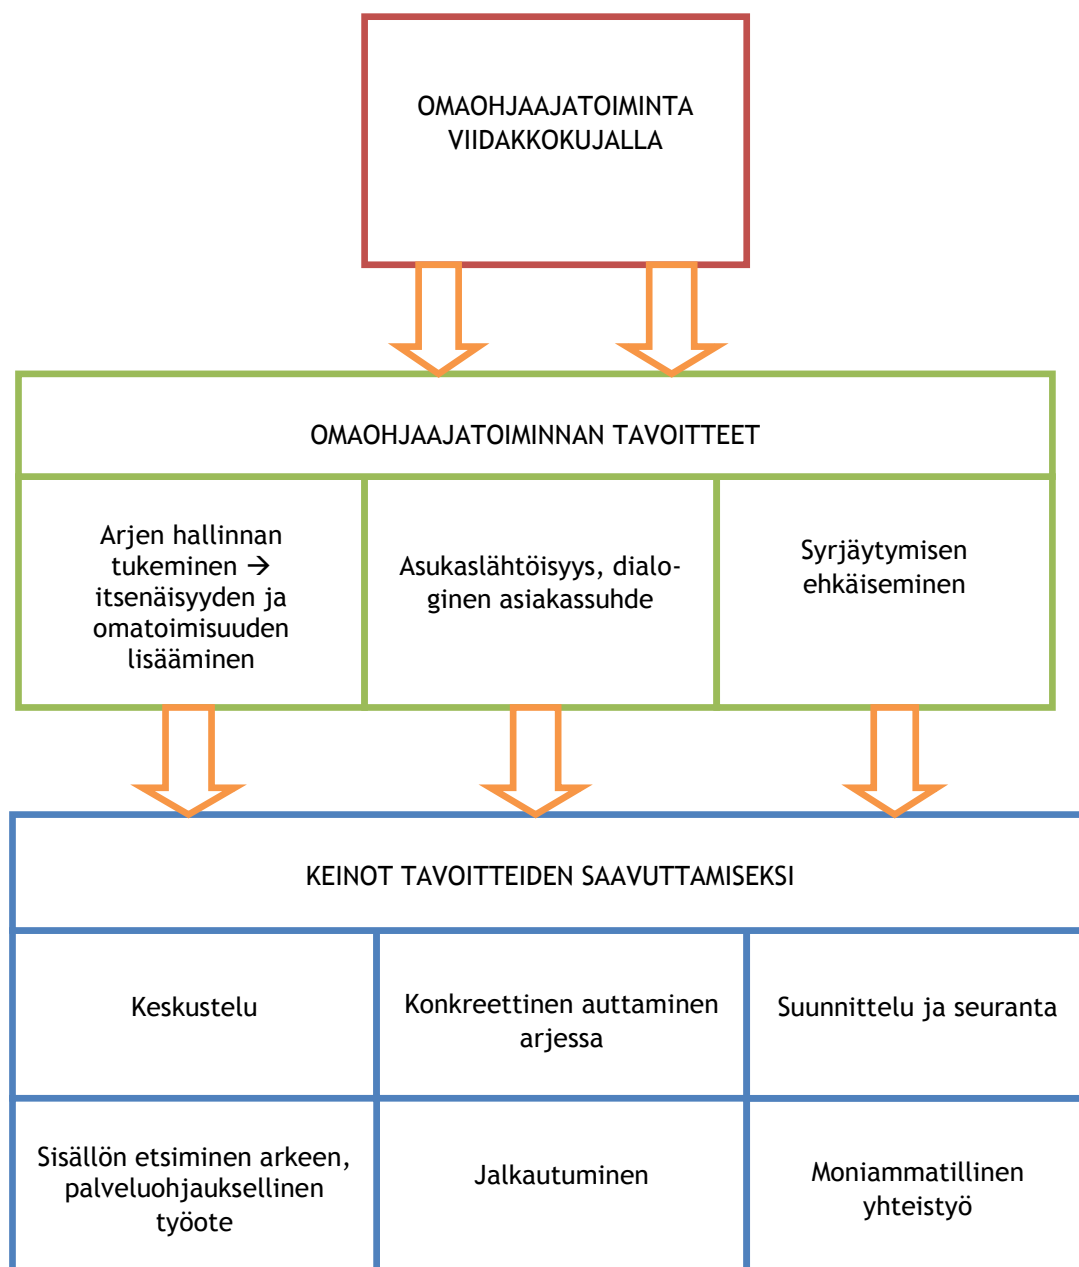 OMAOHJAAJATOIMINTA
VIIDAKKOKUJALLA
OMAOHJAAJATOIMINNAN TAVOITTEET
Arjen hallinnan
tukeminen →
itsenäisyyden ja
omatoimisuuden
lisääminen
Asukaslähtöisyys, dialo-
ginen asiakassuhde
Syrjäytymisen
ehkäiseminen
KEINOT TAVOITTEIDEN SAAVUTTAMISEKSI
Keskustelu
Konkreettinen auttaminen
arjessa
Suunnittelu ja seuranta
Sisällön etsiminen arkeen,
palveluohjauksellinen
työote
Jalkautuminen
Moniammatillinen
yhteistyö